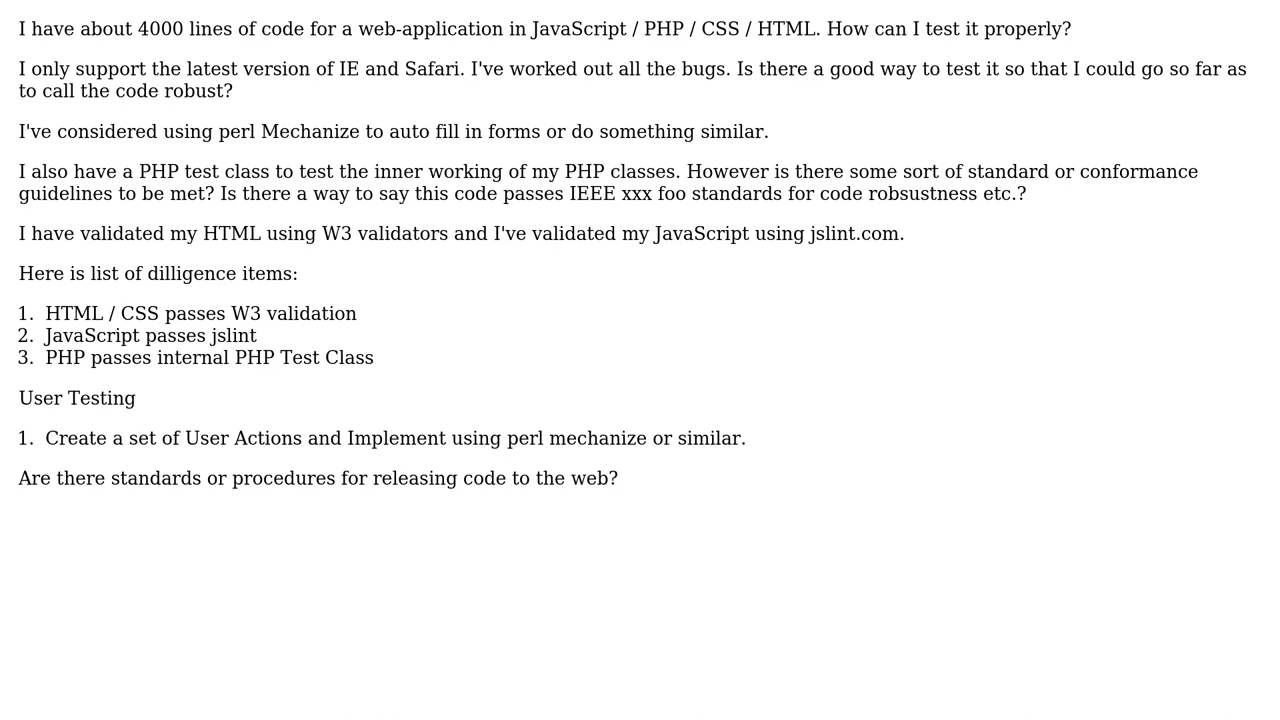 I have about 4000 lines of code for a web-application in JavaScript / PHP / CSS / HTML. How can I test it properly?
I only support the latest version of IE and Safari. I've worked out all the bugs. Is there a good way to test it so that I could go so far as
to call the code robust?
I've considered using perl Mechanize to auto fill in forms or do something similar.
I also have a PHP test class to test the inner working of my PHP classes. However is there some sort of standard or conformance
guidelines to be met? Is there a way to say this code passes IEEE xxx foo standards for code robsustness etc.?
I have validated my HTML using W3 validators and I've validated my JavaScript using jslint.com.
Here is list of dilligence items:
1. HTML / CSS passes W3 validation
2. JavaScript passes jslint
3. PHP passes internal PHP Test Class
User Testing
1. Create a set of User Actions and Implement using perl mechanize or similar.
Are there standards or procedures for releasing code to the web?